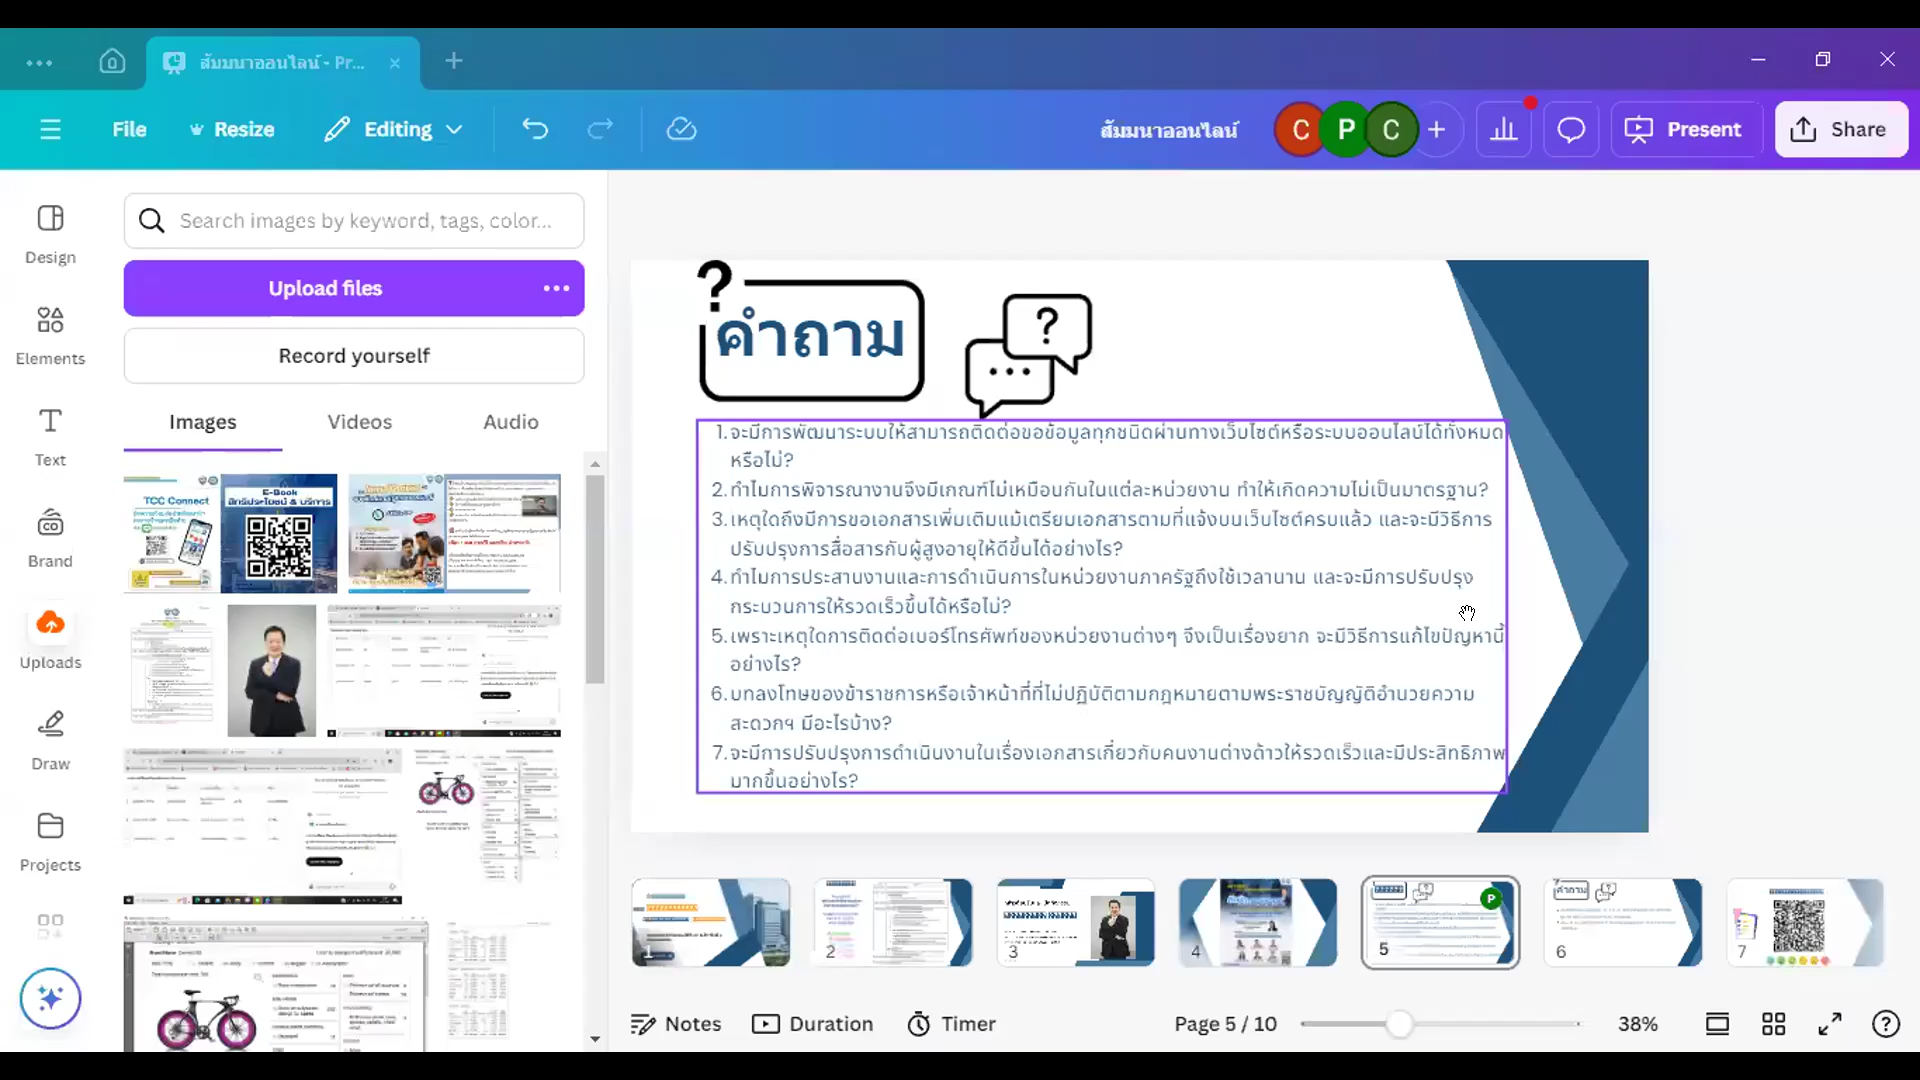 สัมมนาออนไลน์ - Pr...
File
Resize
Editing
สัมมนาออนไลน์
C
P
C
Present
Share
Design
Elements
Text
Brand
Uploads
Draw
Projects
Search images by keyword, tags, color...
Upload files
Record yourself
Images
Videos
Audio
TCC Connect
E-Book
สิทธิประโยชน์ & บริการ
?
คำถาม
?
1. จะมีการพัฒนาระบบให้สามารถติดต่อขอข้อมูลทุกชนิดผ่านทางเว็บไซต์หรือระบบออนไลน์ได้ทั้งหมด
หรือไม่?
2. ทำไมการพิจารณางานจึงมีเกณฑ์ไม่เหมือนกันในแต่ละหน่วยงาน ทำให้เกิดความไม่เป็นมาตรฐาน?
3. เหตุใดถึงมีการขอเอกสารเพิ่มเติมแม้เตรียมเอกสารตามที่แจ้งบนเว็บไซต์ครบแล้ว และจะมีวิธีการ
ปรับปรุงการสื่อสารกับผู้สูงอายุให้ดีขึ้นได้อย่างไร?
4. ทำไมการประสานงานและการดำเนินการในหน่วยงานภาครัฐถึงใช้เวลานาน และจะมีการปรับปรุง
กระบวนการให้รวดเร็วขึ้นได้หรือไม่?
5. เพราะเหตุใดการติดต่อเบอร์โทรศัพท์ของหน่วยงานต่างๆ จึงเป็นเรื่องยาก จะมีวิธีการแก้ไขปัญหานี้
อย่างไร?
6. บทลงโทษของข้าราชการหรือเจ้าหน้าที่ที่ไม่ปฏิบัติตามกฎหมายตามพระราชบัญญัติอำนวยความ
สะดวกฯ มีอะไรบ้าง?
7. จะมีการปรับปรุงการดำเนินงานในเรื่องเอกสารเกี่ยวกับคนงานต่างด้าวให้รวดเร็วและมีประสิทธิภาพ
มากขึ้นอย่างไร?
1
2
3
4
5
P
คำถาม
6
7
Notes
Duration
Timer
Page 5 / 10
38%